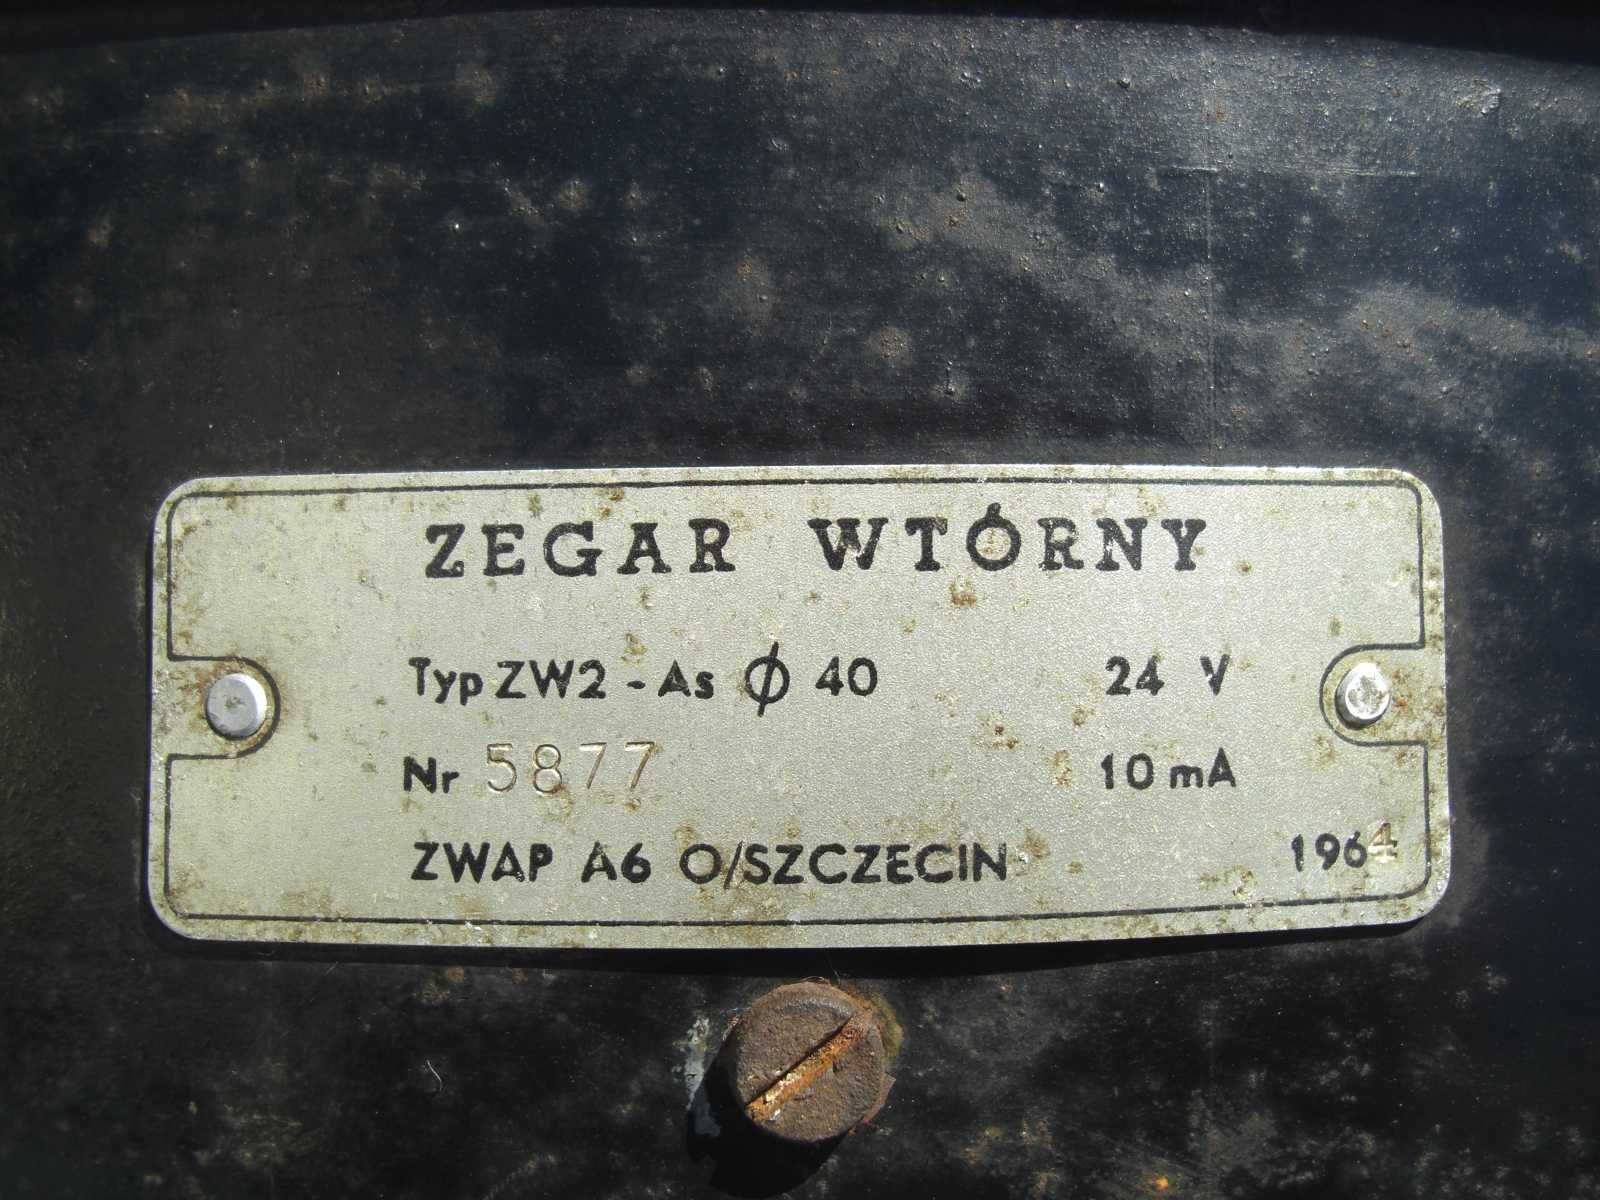 ZEGAR WTÓRNY
Typ ZW2 - As ϕ 40 24 V
Nr 5877 10 mA
ZWAP A6 O/SZCZECIN 1964